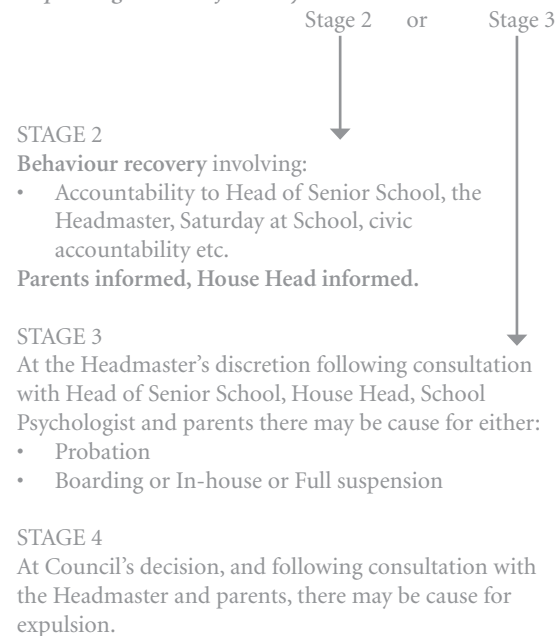 Stage 2 or Stage 3
STAGE 2
Behaviour recovery involving:
• Accountability to Head of Senior School, the
Headmaster, Saturday at School, civic
accountability etc.
Parents informed, House Head informed.
STAGE 3
At the Headmaster’s discretion following consultation
with Head of Senior School, House Head, School
Psychologist and parents there may be cause for either:
• Probation
• Boarding or In-house or Full suspension
STAGE 4
At Council’s decision, and following consultation with
the Headmaster and parents, there may be cause for
expulsion.